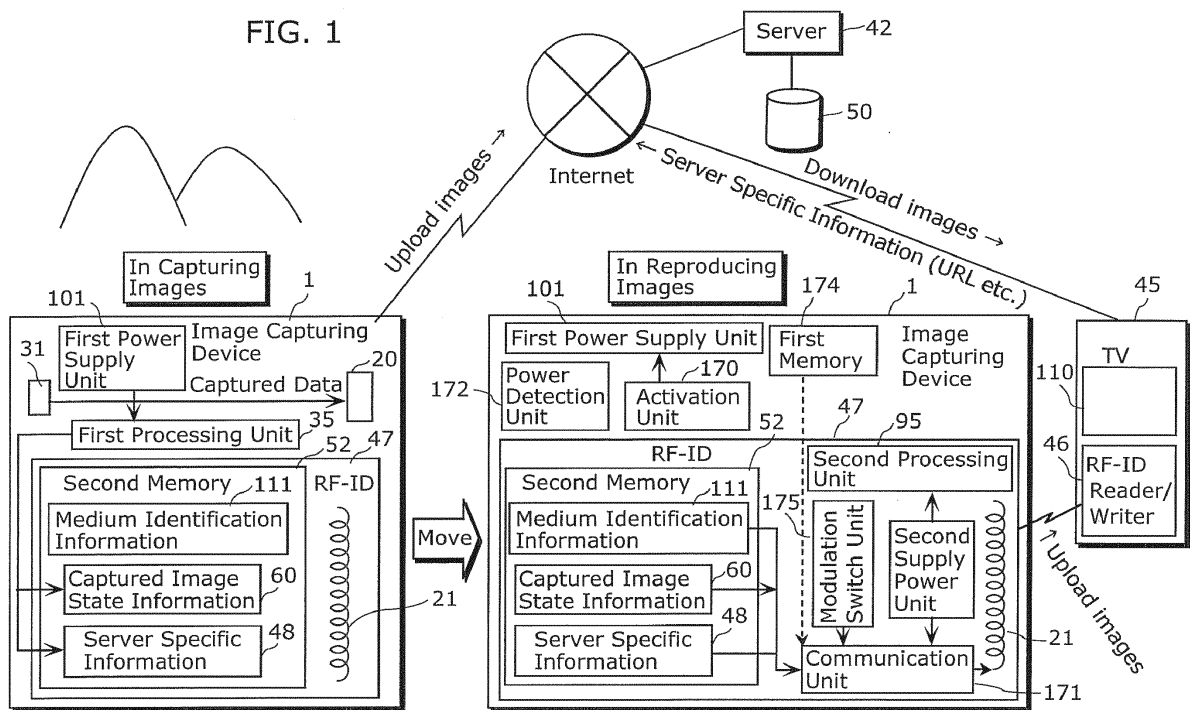 FIG. 1
Server
42
50
Internet
Upload images →
Download images →
← Server Specific Information (URL etc.)
In Capturing
Images
1
101
First Power
Supply
Unit
Image Capturing
Device
31
20
Captured Data
First Processing Unit
35
52
47
Second Memory
RF-ID
111
Medium Identification
Information
Captured Image
State Information
60
21
Server Specific
Information
48
Move
In Reproducing
Images
174
1
101
First Power Supply Unit
First
Memory
Image
Capturing
Device
172
Power
Detection
Unit
170
Activation
Unit
52
47
95
RF-ID
Second Memory
111
Second Processing
Unit
Medium Identification
Information
175
Modulation
Switch Unit
Second
Supply
Power
Unit
Captured Image
State Information
60
Server Specific
Information
48
21
Communication
Unit
171
45
TV
110
46
RF-ID
Reader/
Writer
← Upload images